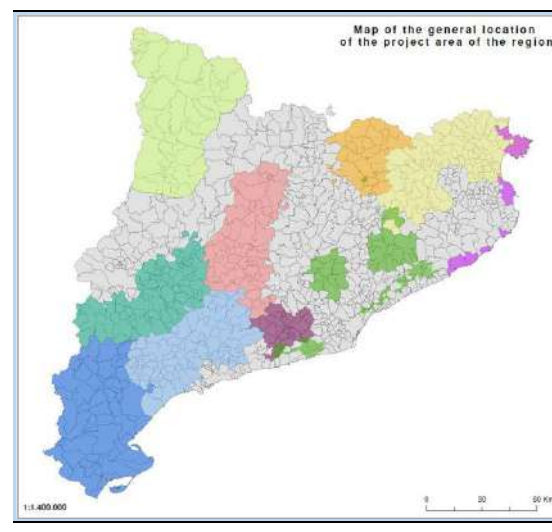 Map of the general location
of the project area of the region
1:1.400.000
0 30 60 Km